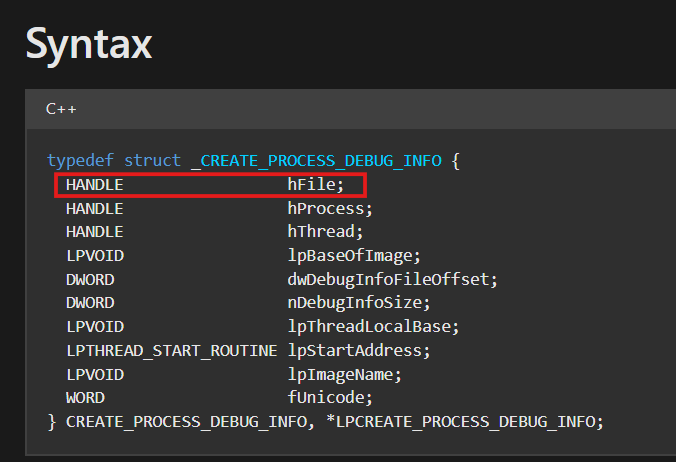 Syntax
C++
typedef struct _CREATE_PROCESS_DEBUG_INFO {
  HANDLE                 hFile;
  HANDLE                 hProcess;
  HANDLE                 hThread;
  LPVOID                 lpBaseOfImage;
  DWORD                  dwDebugInfoFileOffset;
  DWORD                  nDebugInfoSize;
  LPVOID                 lpThreadLocalBase;
  LPTHREAD_START_ROUTINE lpStartAddress;
  LPVOID                 lpImageName;
  WORD                   fUnicode;
} CREATE_PROCESS_DEBUG_INFO, *LPCREATE_PROCESS_DEBUG_INFO;